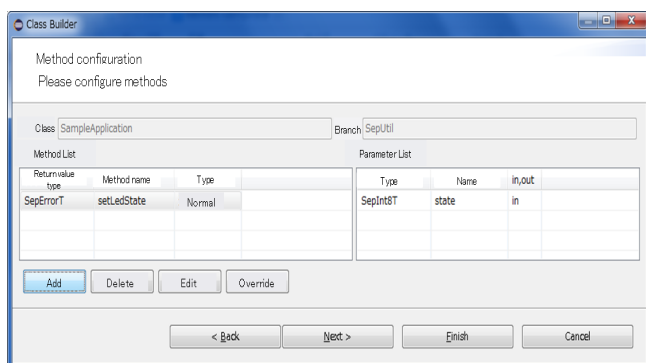 Class Builder
Method configuration
Please configure methods
Class SampleApplication Branch SepUtil
Method List Parameter List
Return value type Method name Type Type Name in,out
SepErrorT setLedState Normal SepInt8T state in
Add Delete Edit Override
< Back Next > Finish Cancel